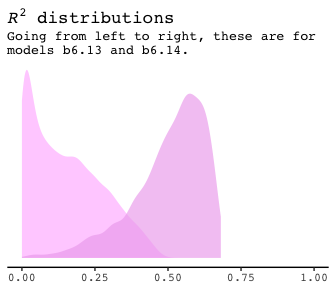 R² distributions
Going from left to right, these are for
models b6.13 and b6.14.
0.00 0.25 0.50 0.75 1.00